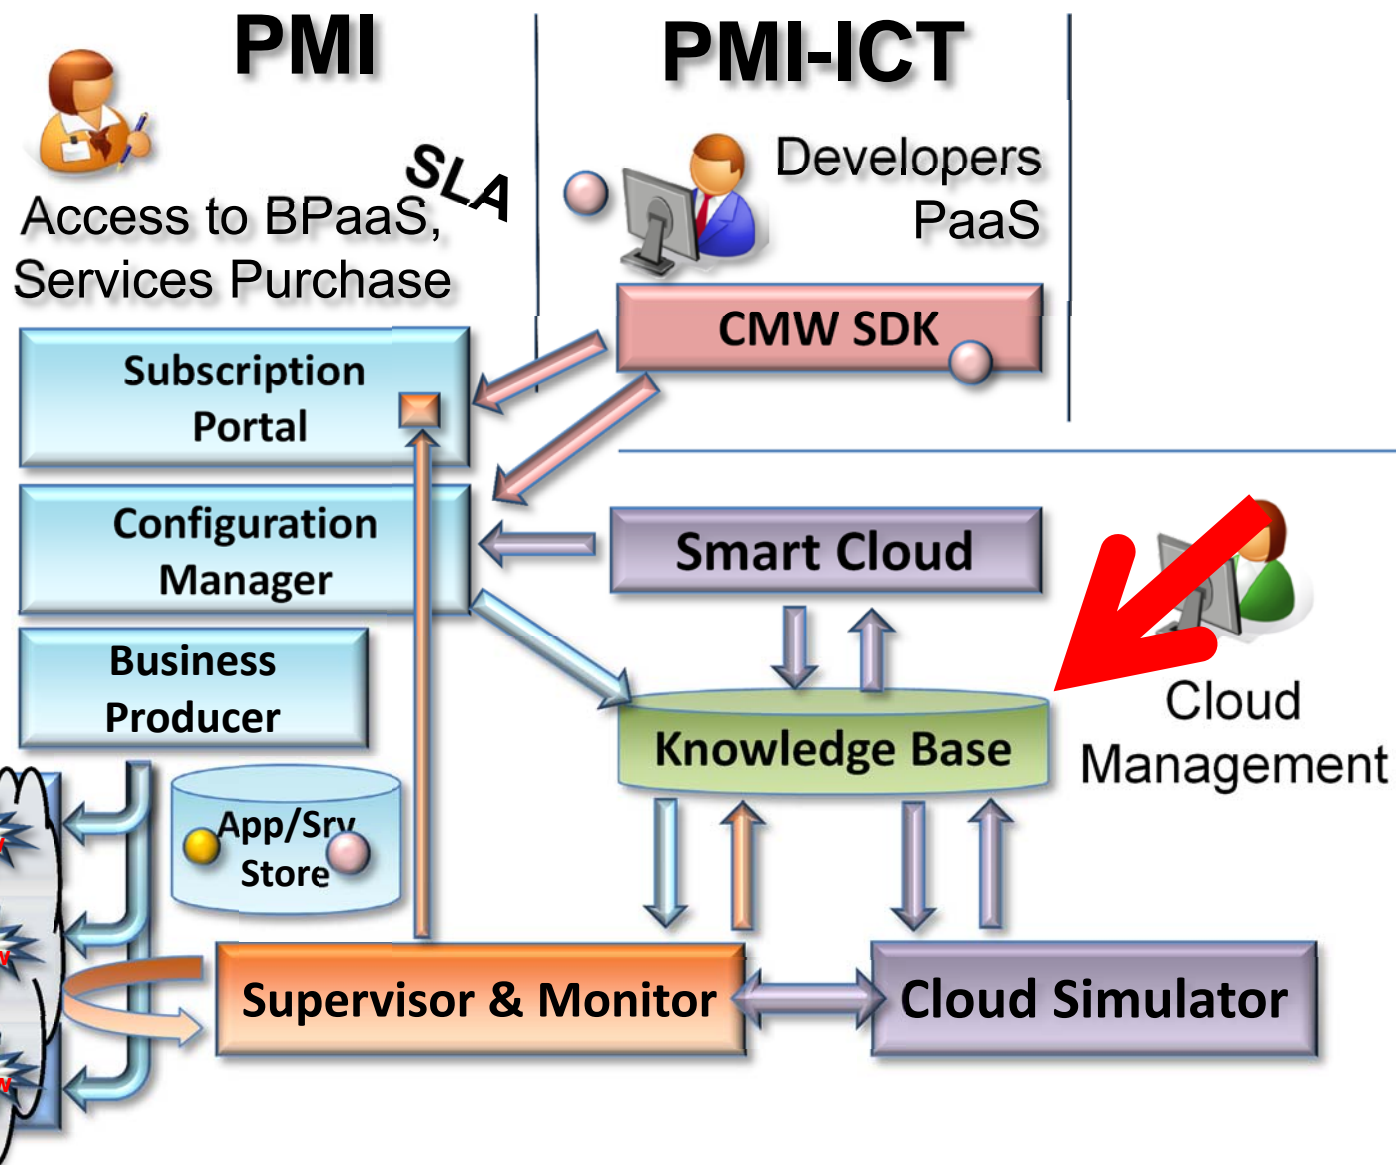 PMI
PMI-ICT
SLA
Developers
PaaS
Access to BPaaS,
Services Purchase
CMW SDK
Subscription
Portal
Configuration
Manager
Smart Cloud
Business
Producer
Cloud
Management
Knowledge Base
App/Srv
Store
Supervisor & Monitor
Cloud Simulator